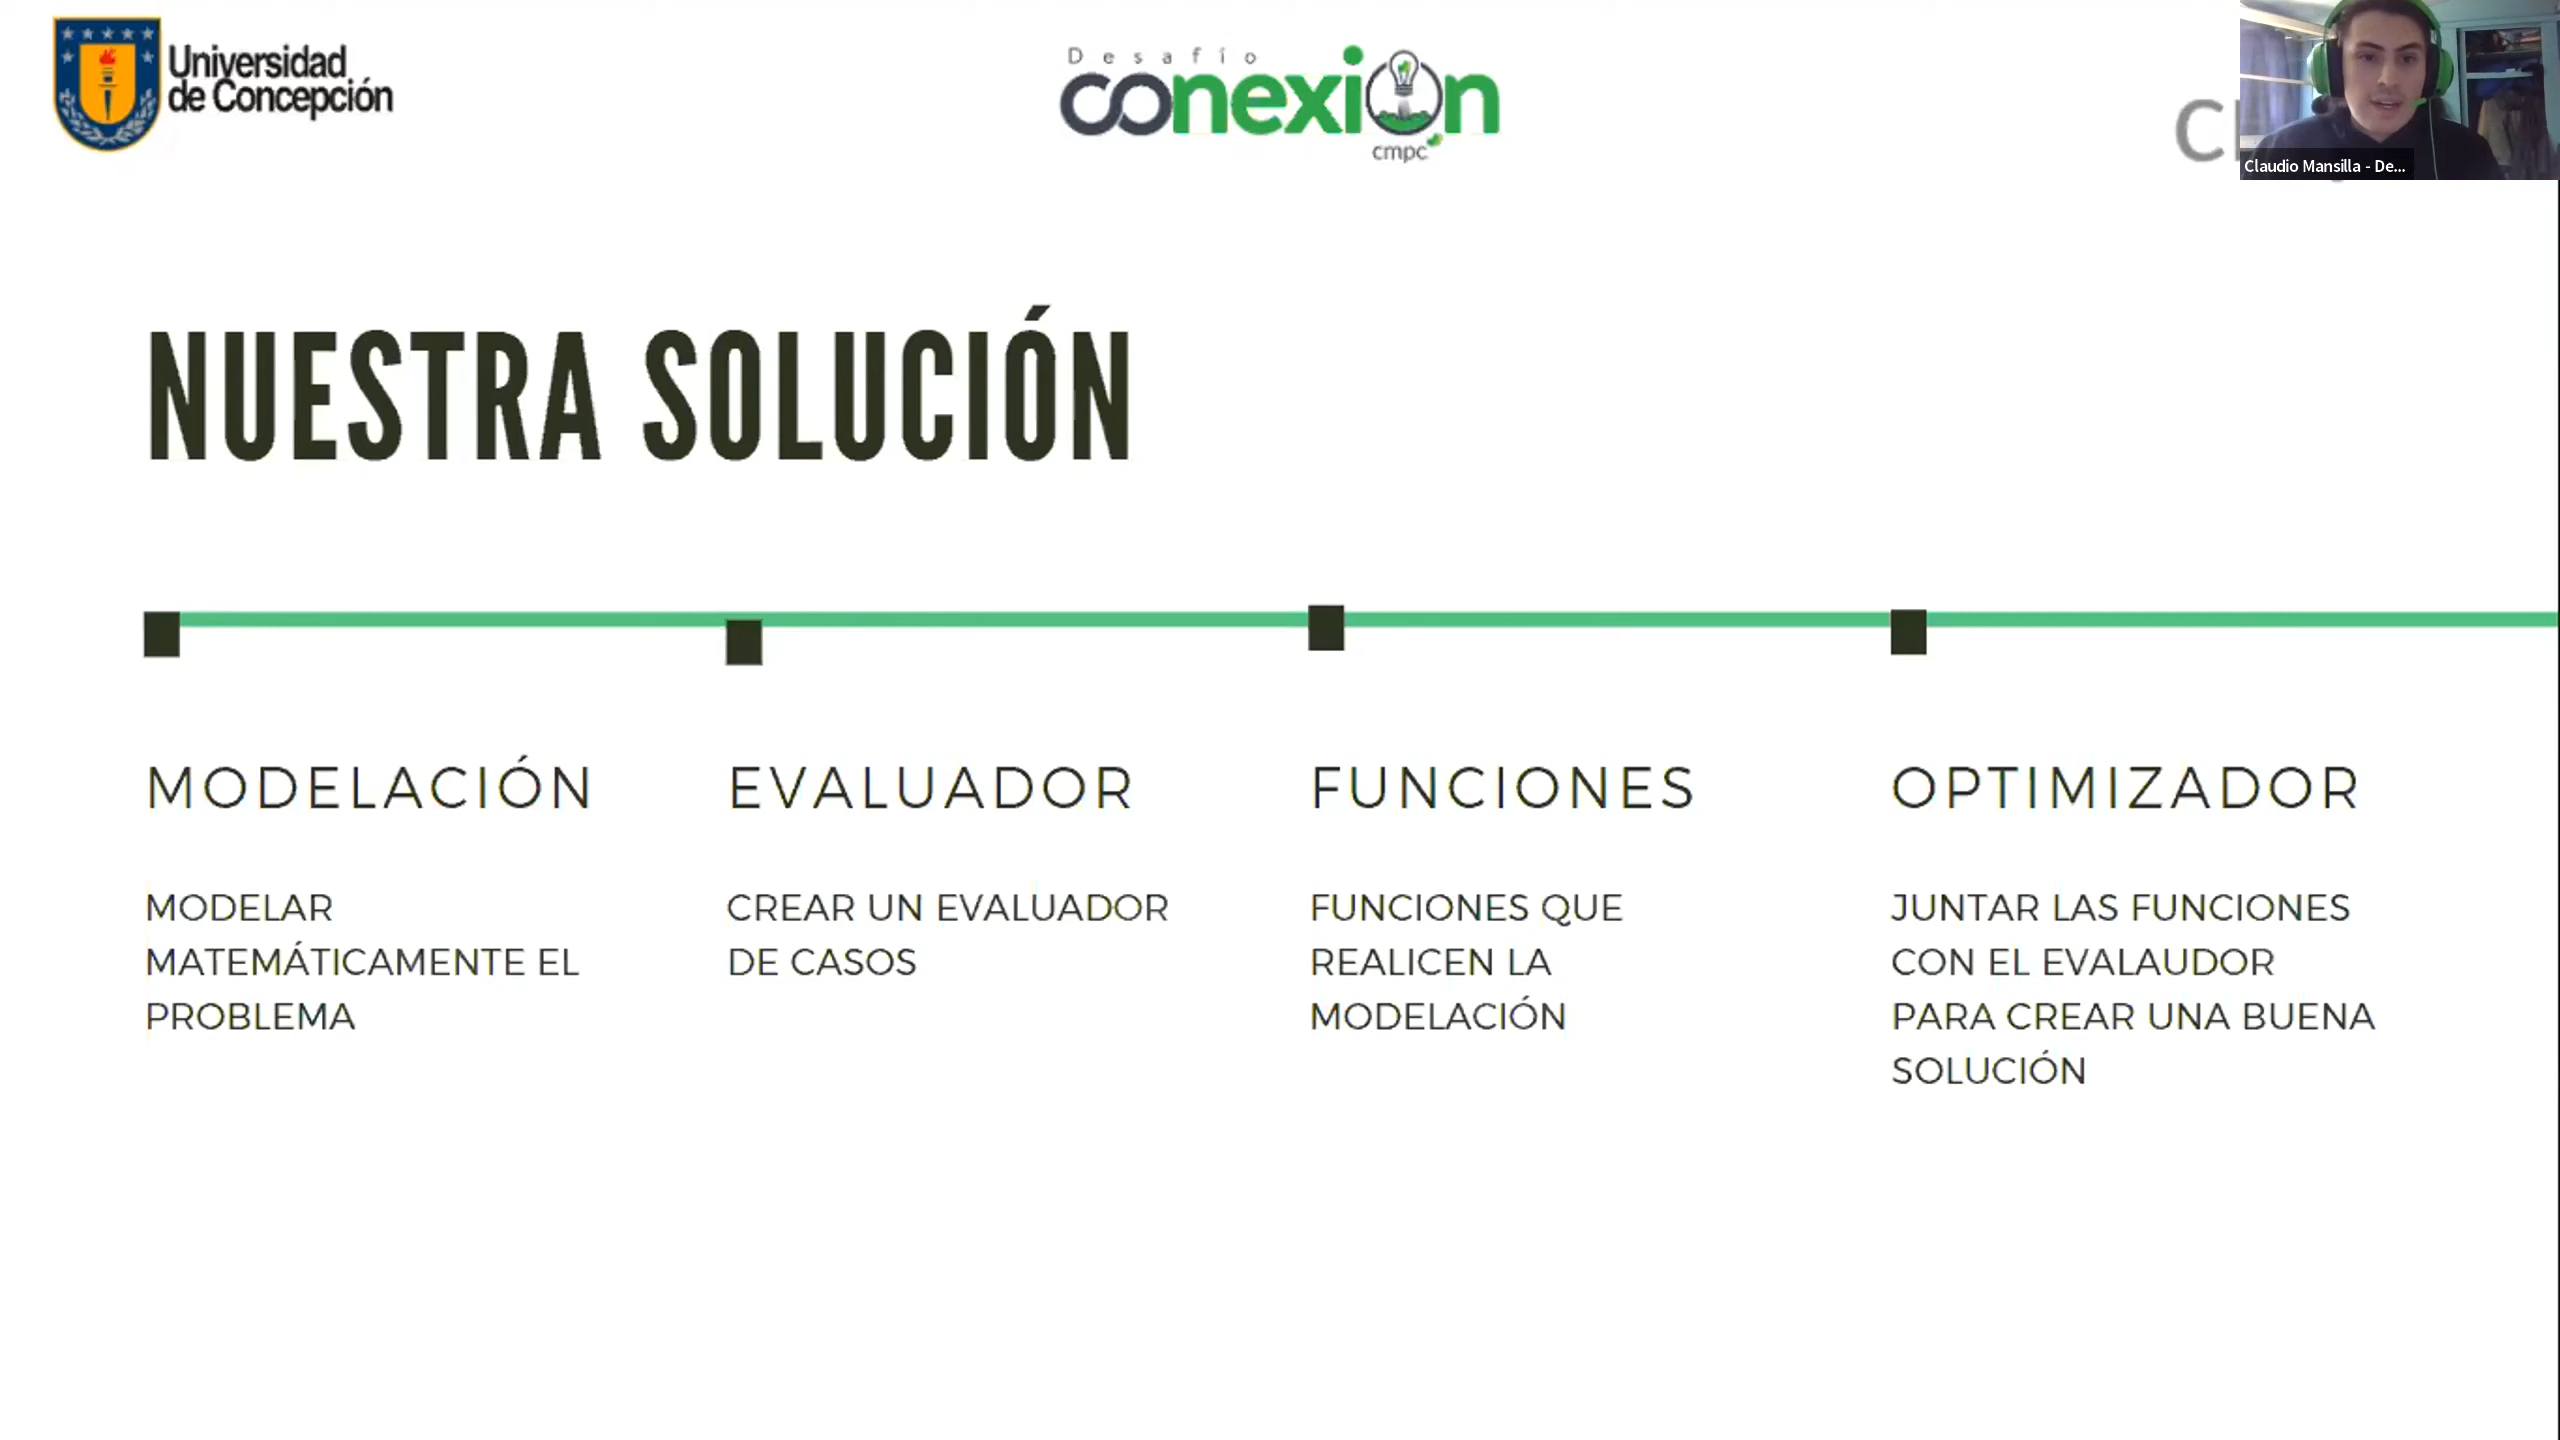 Universidad
de Concepción
Desafío
conexión
cmpc
Claudio Mansilla - De...
NUESTRA SOLUCIÓN
MODELACIÓN
MODELAR
MATEMÁTICAMENTE EL
PROBLEMA
EVALUADOR
CREAR UN EVALUADOR
DE CASOS
FUNCIONES
FUNCIONES QUE
REALICEN LA
MODELACIÓN
OPTIMIZADOR
JUNTAR LAS FUNCIONES
CON EL EVALAUDOR
PARA CREAR UNA BUENA
SOLUCIÓN